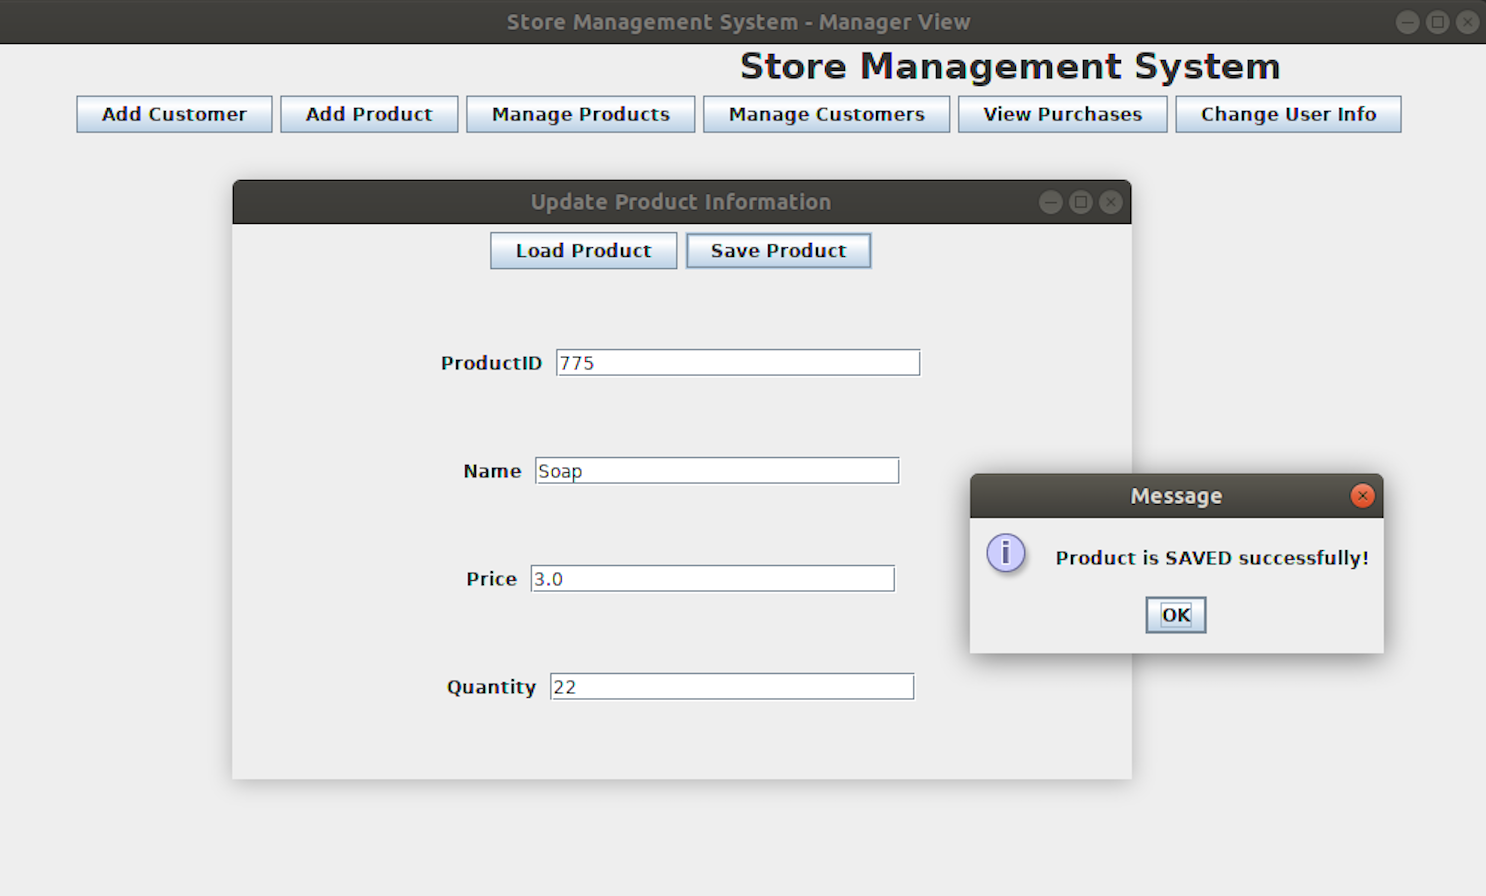 Store Management System - Manager View
Store Management System
Add Customer Add Product Manage Products Manage Customers View Purchases Change User Info
Update Product Information
Load Product Save Product
ProductID 775
Name Soap
Price 3.0
Quantity 22
Message
i Product is SAVED successfully!
OK